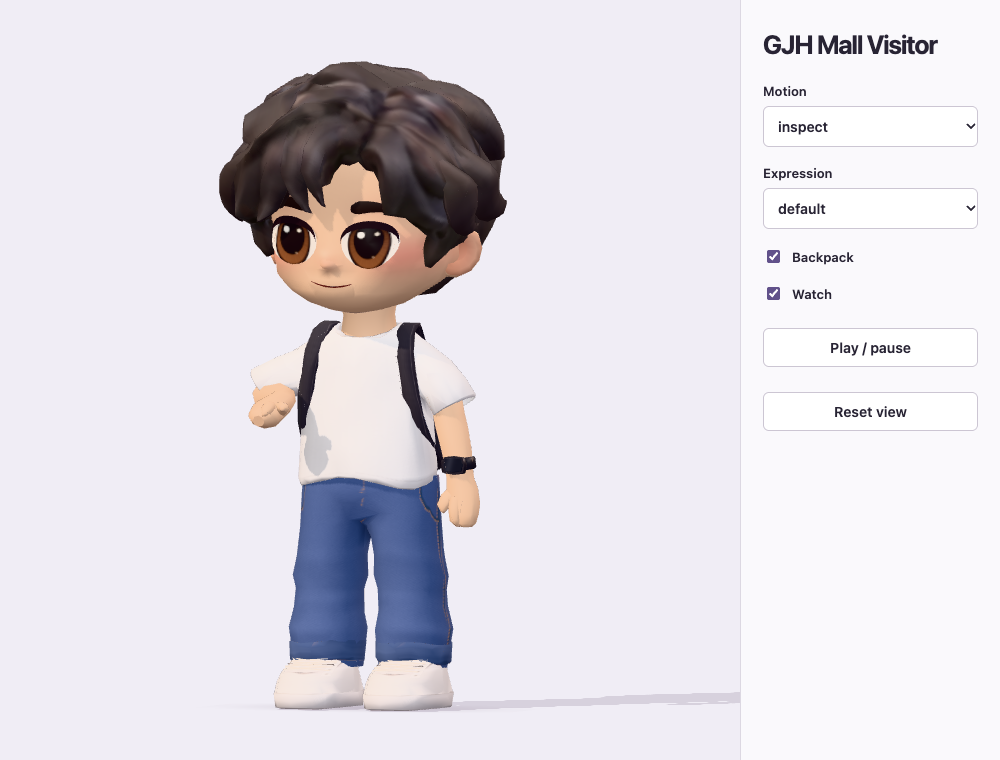 GJH Mall Visitor
Motion
inspect
Expression
default
Backpack
Watch
Play / pause
Reset view